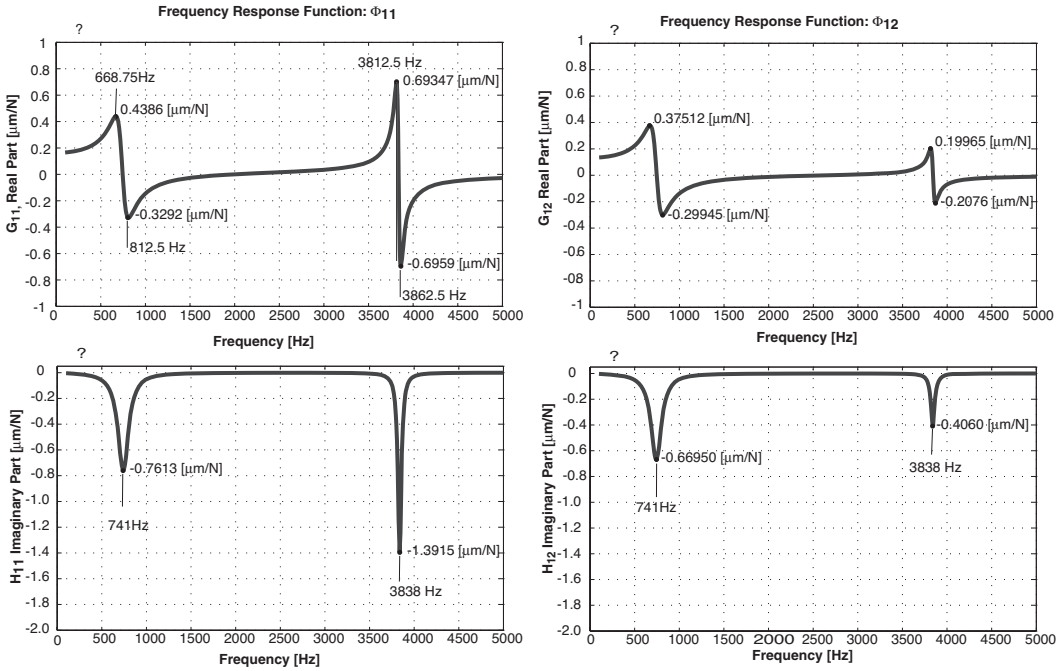 Frequency Response Function: Φ11
?
1
0.8
0.6
0.4
0.2
0
-0.2
-0.4
-0.6
-0.8
-1
G11, Real Part [μm/N]
668.75Hz
0.4386 [μm/N]
-0.3292 [μm/N]
812.5 Hz
3812.5 Hz
0.69347 [μm/N]
-0.6959 [μm/N]
3862.5 Hz
0 500 1000 1500 2000 2500 3000 3500 4000 4500 5000
Frequency [Hz]
Frequency Response Function: Φ12
?
1
0.8
0.6
0.4
0.2
0
-0.2
-0.4
-0.6
-08
-1
G12 Real Part [μm/N]
0.37512 [μm/N]
-0.29945 [μm/N]
0.19965 [μm/N]
-0.2076 [μm/N]
0 500 1000 1500 2000 2500 3000 3500 4000 4500 5000
Frequency [Hz]
?
0
-0.2
-0.4
-0.6
-0.8
-1.0
-1.2
-1.4
-1.6
-1.8
-2.0
H11 Imaginary Part [μm/N]
-0.7613 [μm/N]
741Hz
-1.3915 [μm/N]
3838 Hz
0 500 1000 1500 2000 2500 3000 3500 4000 4500 5000
Frequency [Hz]
?
0
-0.2
-0.4
-0.6
-0.8
-1.0
-1.2
-1.4
-1.6
-1.8
-2.0
H12 Imaginary Part [μm/N]
-0.66950 [μm/N]
741Hz
-0.4060 [μm/N]
3838 Hz
0 500 1000 1500 2OOO 2500 3000 3500 4000 4500 5000
Frequency [Hz]